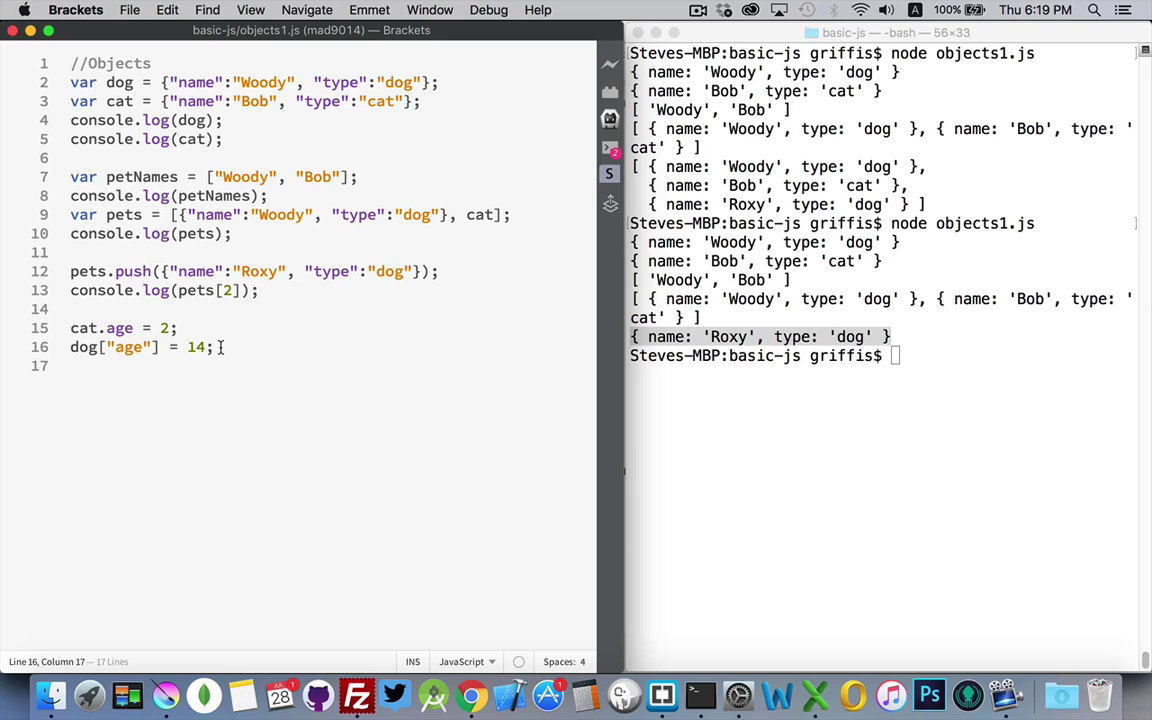 Brackets File Edit Find View Navigate Emmet Window Debug Help A 100% Thu 6:19 PM
basic-js/objects1.js (mad9014) — Brackets
basic-js — -bash — 56×33
1 //Objects
2 var dog = {"name":"Woody", "type":"dog"};
3 var cat = {"name":"Bob", "type":"cat"};
4 console.log(dog);
5 console.log(cat);
6
7 var petNames = ["Woody", "Bob"];
8 console.log(petNames);
9 var pets = [{"name":"Woody", "type":"dog"}, cat];
10 console.log(pets);
11
12 pets.push({"name":"Roxy", "type":"dog"});
13 console.log(pets[2]);
14
15 cat.age = 2;
16 dog["age"] = 14;
17
2
S
Steves-MBP:basic-js griffis$ node objects1.js
{ name: 'Woody', type: 'dog' }
{ name: 'Bob', type: 'cat' }
[ 'Woody', 'Bob' ]
[ { name: 'Woody', type: 'dog' }, { name: 'Bob', type: '
cat' } ]
[ { name: 'Woody', type: 'dog' },
{ name: 'Bob', type: 'cat' },
{ name: 'Roxy', type: 'dog' } ]
Steves-MBP:basic-js griffis$ node objects1.js
{ name: 'Woody', type: 'dog' }
{ name: 'Bob', type: 'cat' }
[ 'Woody', 'Bob' ]
[ { name: 'Woody', type: 'dog' }, { name: 'Bob', type: '
cat' } ]
{ name: 'Roxy', type: 'dog' }
Steves-MBP:basic-js griffis$
Line 16, Column 17 — 17 Lines
INS JavaScript Spaces: 4
JUL 28 1 Fz 1 W X Ps